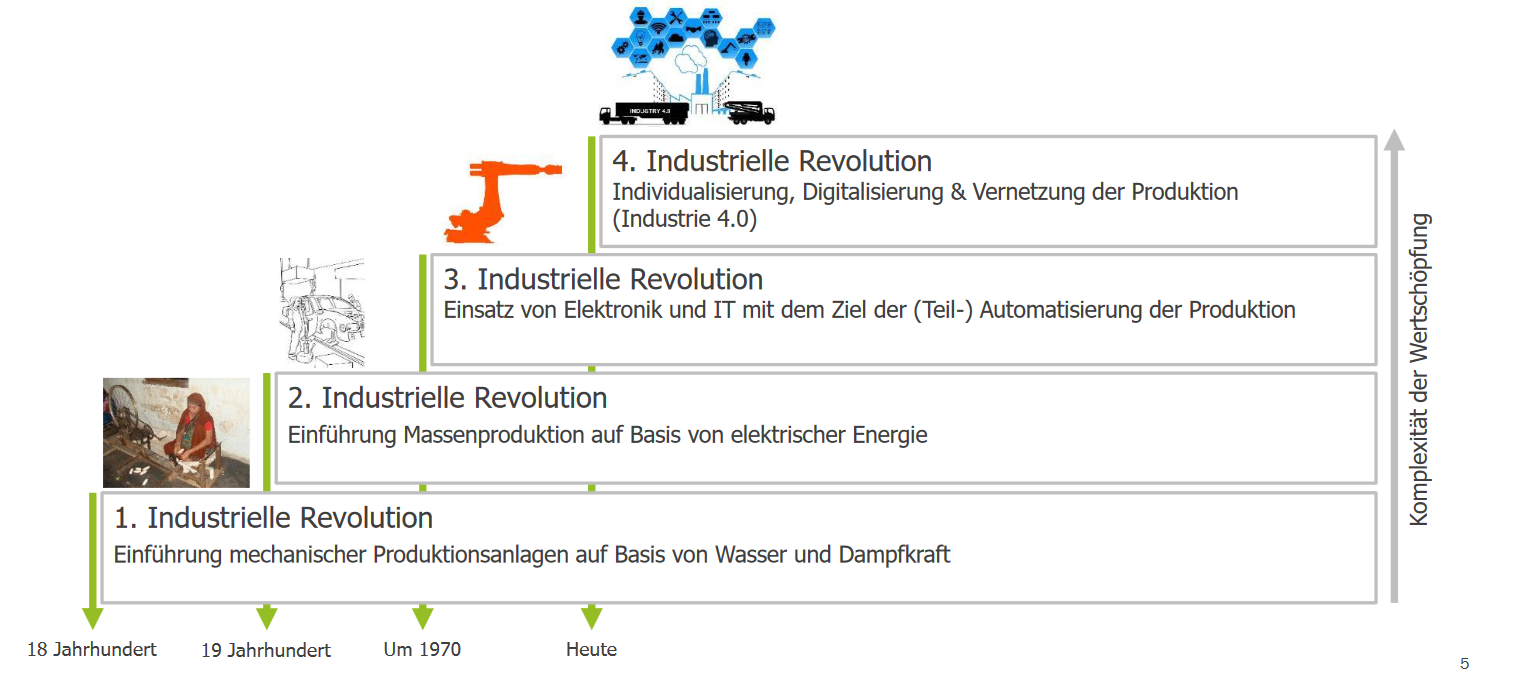 INDUSTRY 4.0
4. Industrielle Revolution
Individualisierung, Digitalisierung & Vernetzung der Produktion
(Industrie 4.0)
3. Industrielle Revolution
Einsatz von Elektronik und IT mit dem Ziel der (Teil-) Automatisierung der Produktion
2. Industrielle Revolution
Einführung Massenproduktion auf Basis von elektrischer Energie
1. Industrielle Revolution
Einführung mechanischer Produktionsanlagen auf Basis von Wasser und Dampfkraft
Komplexität der Wertschöpfung
18 Jahrhundert
19 Jahrhundert
Um 1970
Heute
5